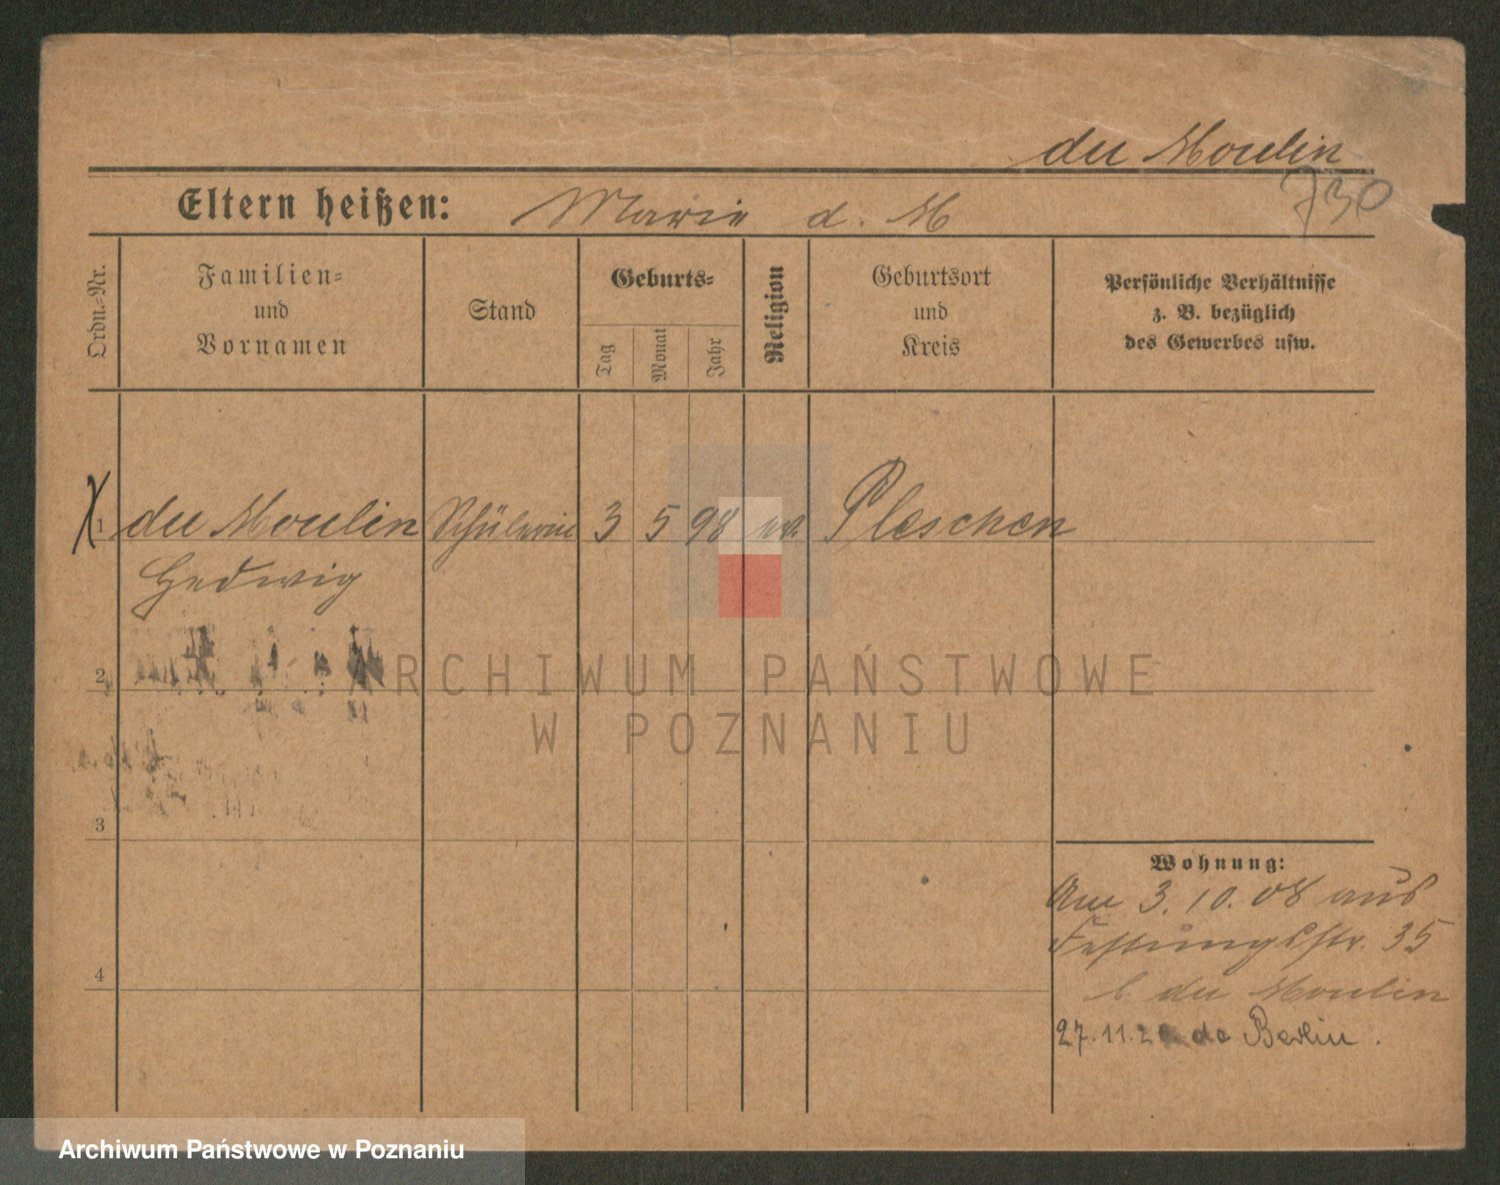 du Moulin
Eltern heißen: Marie d. M
730
Ordn.-Nr.
Familien-
und
Vornamen
Stand
Geburts-
Tag
Monat
Jahr
Religion
Geburtsort
und
Kreis
Persönliche Verhältnisse
z. B. bezüglich
des Gewerbes usw.
1 du Moulin Schülerin 3 5 98 ev. Pleschen
Hedwig
2
3
4
Wohnung:
Am 3.10.08 aus
Festungsstr. 35
b du Moulin
27.11. Berlin.
ARCHIWUM PAŃSTWOWE
W POZNANIU
Archiwum Państwowe w Poznaniu